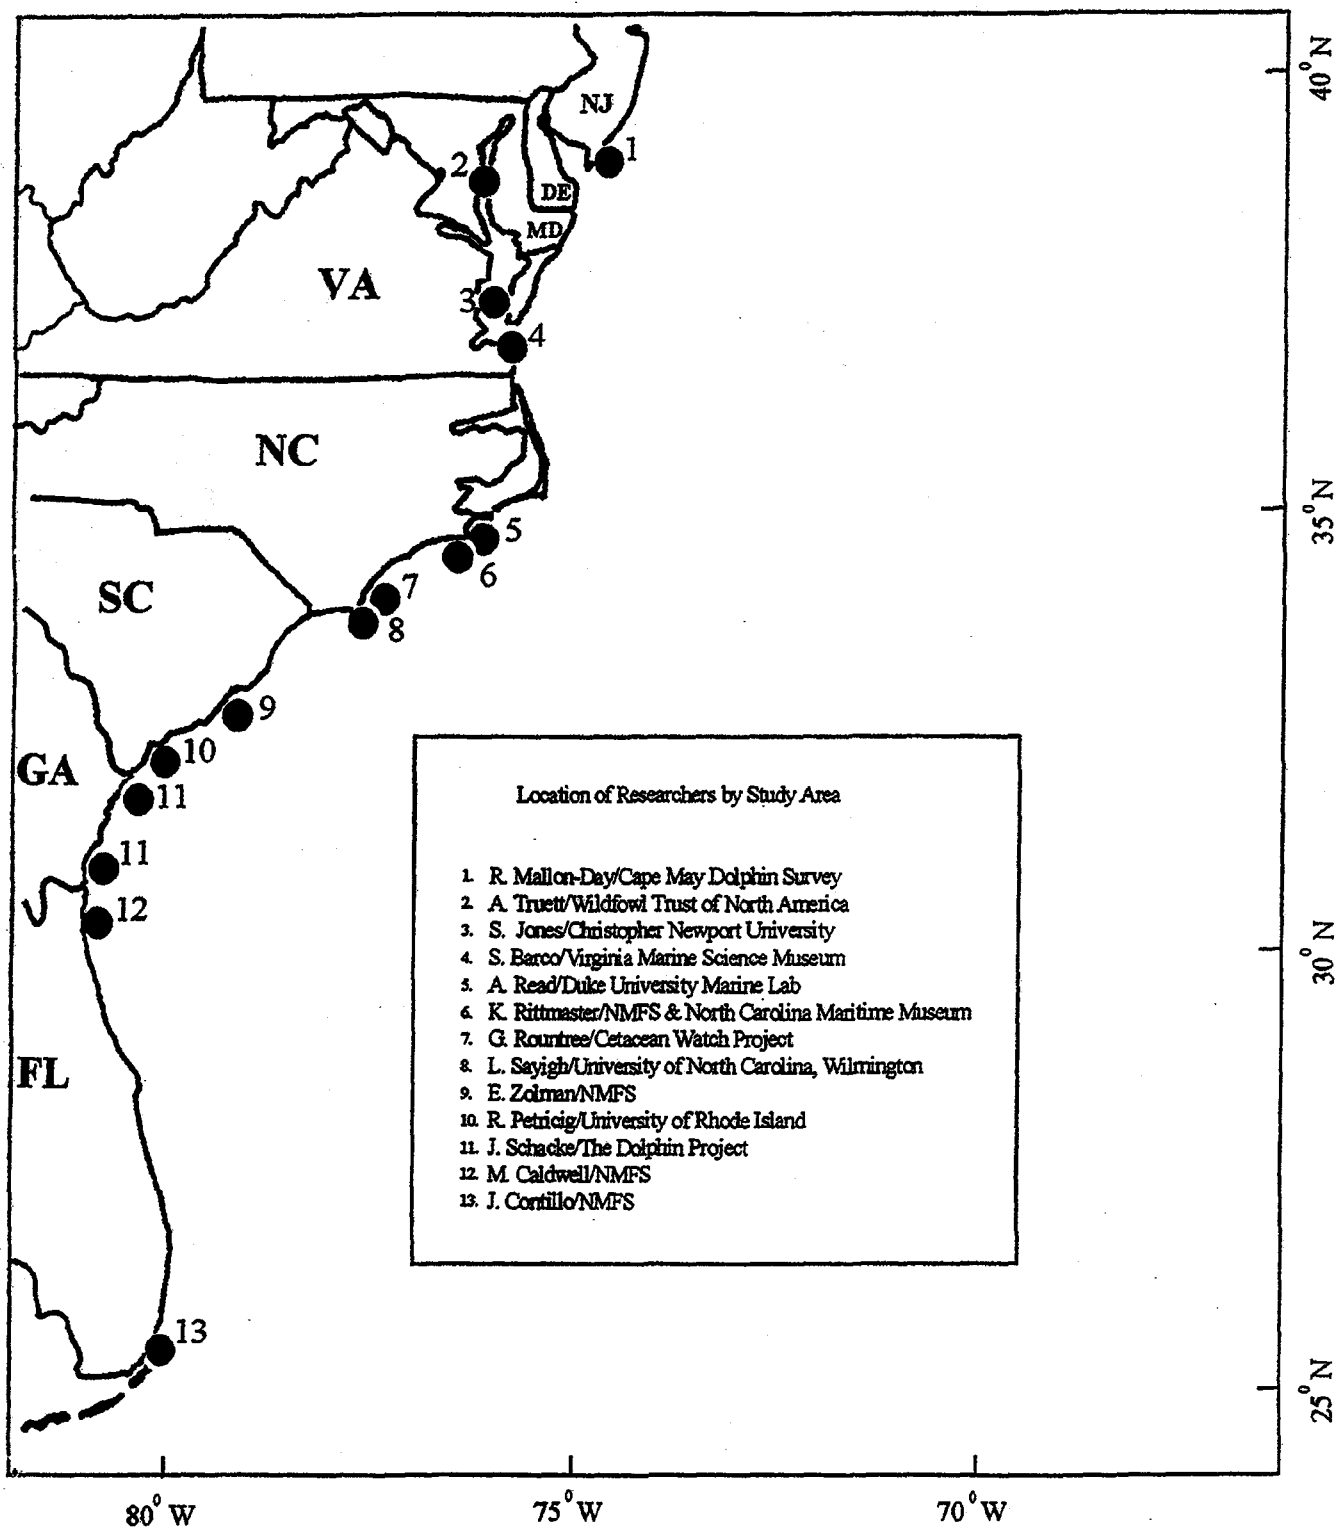 40° N
NJ
1
2
DE
MD
VA
3
4
NC
35° N
5
6
SC
7
8
9
10
GA
11
11
12
30° N
FL
13
25° N
80° W
75° W
70° W
Location of Researchers by Study Area
1. R. Mallon-Day/Cape May Dolphin Survey
2. A. Truett/Wildfowl Trust of North America
3. S. Jones/Christopher Newport University
4. S. Barco/Virginia Marine Science Museum
5. A. Read/Duke University Marine Lab
6. K. Rittmaster/NMFS & North Carolina Maritime Museum
7. G. Rountree/Cetacean Watch Project
8. L. Sayigh/University of North Carolina, Wilmington
9. E. Zolman/NMFS
10. R. Petricig/University of Rhode Island
11. J. Schacke/The Dolphin Project
12. M. Caldwell/NMFS
13. J. Contillo/NMFS